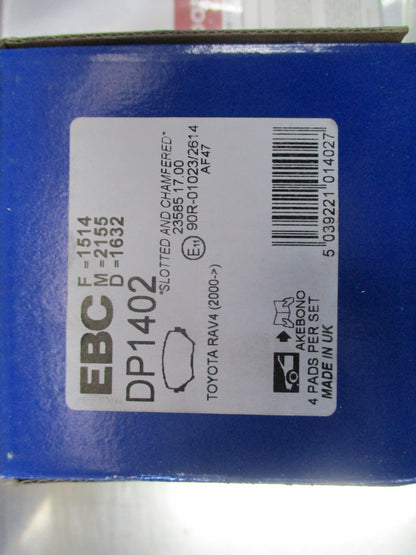 EBC
F =1514
M =2155
D =1632
DP1402
*SLOTTED AND CHAMFERED*
23585 17.00
E11 90R-01023/2614
AF47
TOYOTA RAV4 (2000->)
5 039221 014027
AKEBONO
4 PADS PER SET
MADE IN UK